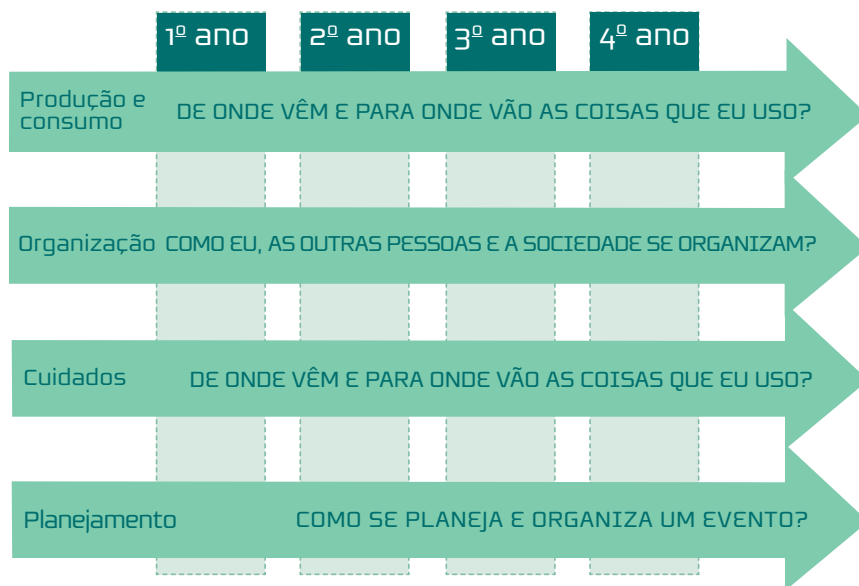 1º ano 2º ano 3º ano 4º ano
Produção e
consumo
DE ONDE VÊM E PARA ONDE VÃO AS COISAS QUE EU USO?
Organização COMO EU, AS OUTRAS PESSOAS E A SOCIEDADE SE ORGANIZAM?
Cuidados DE ONDE VÊM E PARA ONDE VÃO AS COISAS QUE EU USO?
Planejamento COMO SE PLANEJA E ORGANIZA UM EVENTO?